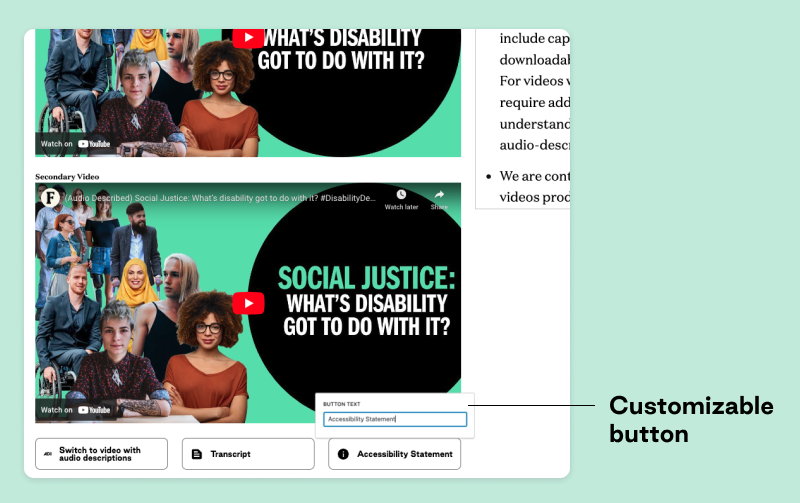 WHAT'S DISABILITY
GOT TO DO WITH IT?
Watch on YouTube
include cap
downloadab
For videos w
require add
understand
audio-descr
We are cont
videos proc
Secondary Video
F
(Audio Described) Social Justice: What's disability got to do with it? #DisabilityDe...
Watch later
Share
SOCIAL JUSTICE:
WHAT'S DISABILITY
GOT TO DO WITH IT?
Watch on YouTube
BUTTON TEXT
Accessibility Statement
Customizable
button
Switch to video with
audio descriptions
Transcript
Accessibility Statement